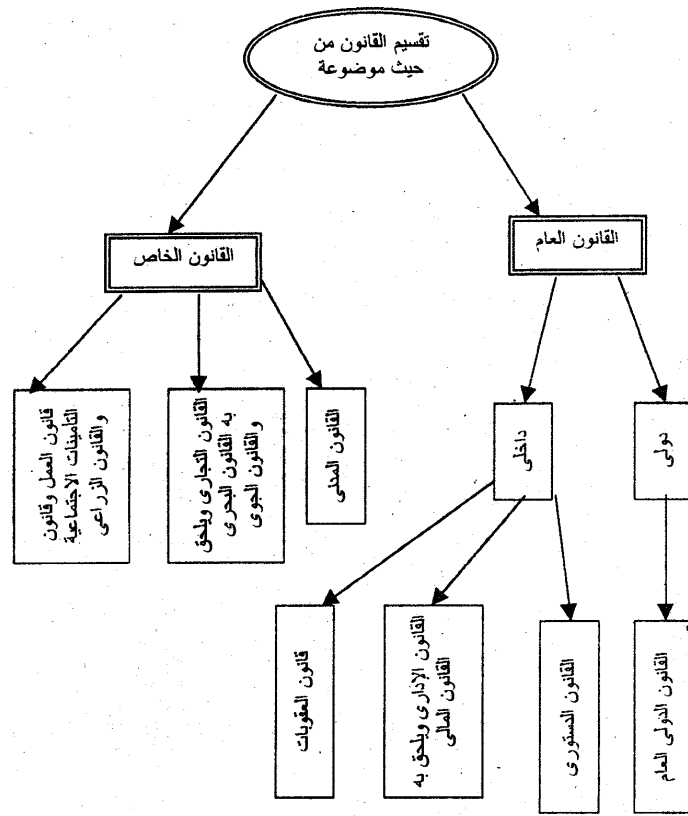 تقسيم القانون من
حيث موضوعة
القانون العام
القانون الخاص
دولى
داخلى
القانون المدنى
القانون التجارى ويلحق
به القانون البحرى
والقانون الجوى
قانون العمل وقانون
التأمينات الاجتماعية
والقانون الزراعى
القانون الدولى العام
القانون الدستورى
القانون الإدارى ويلحق به
القانون المالى
قانون العقوبات